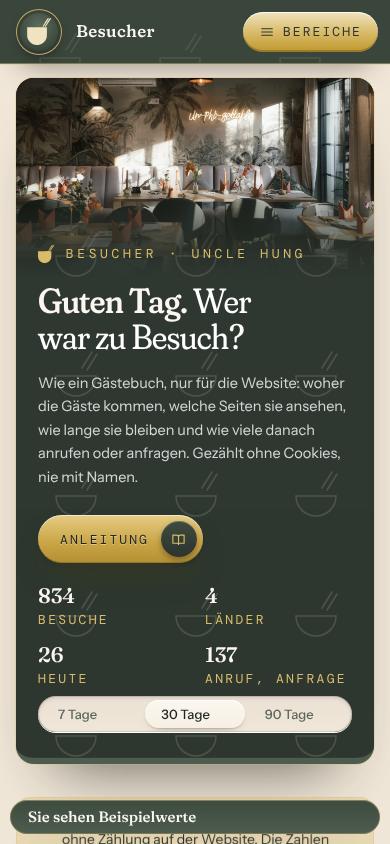 Besucher
BEREICHE
BESUCHER · UNCLE HUNG
Guten Tag. Wer
war zu Besuch?
Wie ein Gästebuch, nur für die Website: woher
die Gäste kommen, welche Seiten sie ansehen,
wie lange sie bleiben und wie viele danach
anrufen oder anfragen. Gezählt ohne Cookies,
nie mit Namen.
ANLEITUNG
834
BESUCHE
4
LÄNDER
26
HEUTE
137
ANRUF, ANFRAGE
7 Tage
30 Tage
90 Tage
Sie sehen Beispielwerte
ohne Zählung auf der Website. Die Zahlen